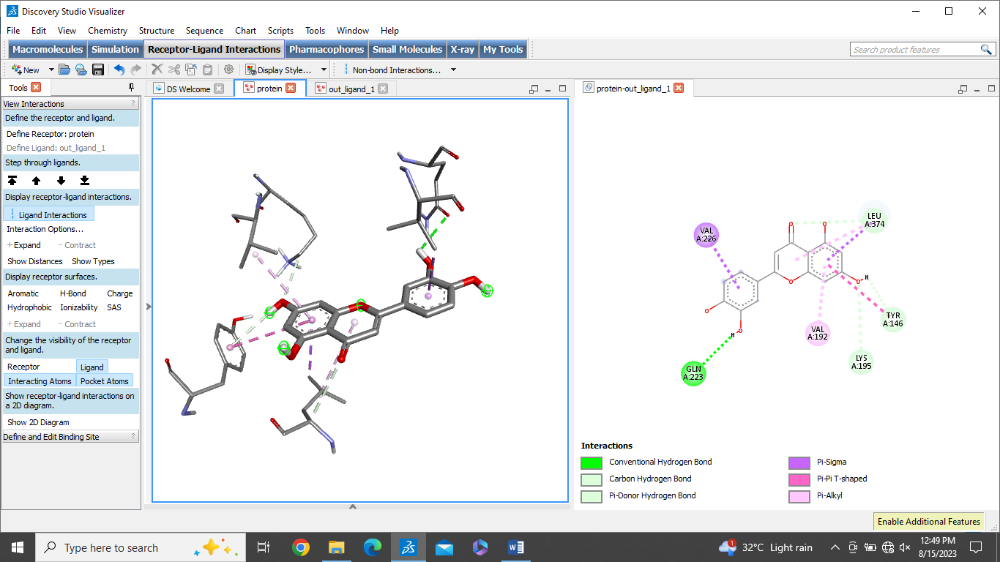 Discovery Studio Visualizer
File Edit View Chemistry Structure Sequence Chart Scripts Tools Window Help
Macromolecules Simulation Receptor-Ligand Interactions Pharmacophores Small Molecules X-ray My Tools
Search product features
New Display Style... Non-bond Interactions...
Tools
DS Welcome protein out_ligand_1
protein-out_ligand_1
View Interactions ?
Define the receptor and ligand.
Define Receptor: protein
Define Ligand: out_ligand_1
Step through ligands.
Display receptor-ligand interactions.
Ligand Interactions
Interaction Options...
+ Expand − Contract
Show Distances Show Types
Display receptor surfaces.
Aromatic H-Bond Charge
Hydrophobic Ionizability SAS
+ Expand − Contract
Change the visibility of the receptor
and ligand.
Receptor Ligand
Interacting Atoms Pocket Atoms
Show receptor-ligand interactions on
a 2D diagram.
Show 2D Diagram
Define and Edit Binding Site ?
LEU
A:374
VAL
A:226
O O
O O H
TYR
A:146
O
VAL
A:192
O
H
LYS
A:195
GLN
A:223
Interactions
Conventional Hydrogen Bond
Carbon Hydrogen Bond
Pi-Donor Hydrogen Bond
Pi-Sigma
Pi-Pi T-shaped
Pi-Alkyl
Enable Additional Features
Type here to search
1
32°C Light rain
12:49 PM
8/15/2023